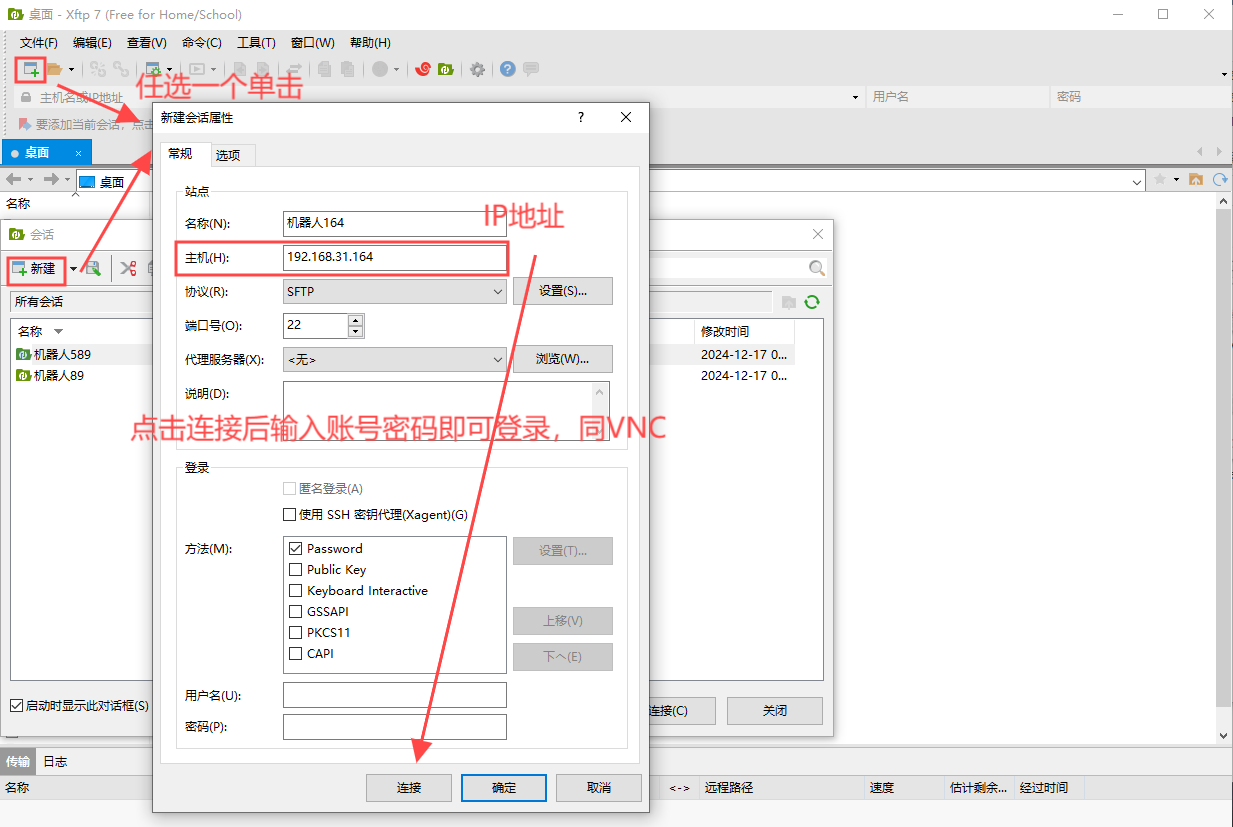 桌面 - Xftp 7 (Free for Home/School)
文件(F) 编辑(E) 查看(V) 命令(C) 工具(T) 窗口(W) 帮助(H)
任选一个单击
主机名或IP地址 用户名 密码
要添加当前会话，点击
新建会话属性 ?
桌面
常规 选项
桌面
站点
名称
名称(N): 机器人164
IP地址
会话
主机(H): 192.168.31.164
新建
协议(R): SFTP 设置(S)...
所有会话
端口号(O): 22
名称 修改时间
机器人589 2024-12-17 0...
代理服务器(X): <无> 浏览(W)...
机器人89 2024-12-17 0...
说明(D):
点击连接后输入账号密码即可登录，同VNC
登录
匿名登录(A)
使用 SSH 密钥代理(Xagent)(G)
方法(M): Password 设置(T)...
Public Key
Keyboard Interactive
GSSAPI 上移(V)
PKCS11
CAPI 下へ(E)
用户名(U):
启动时显示此对话框(S) 连接(C) 关闭
密码(P):
传输 日志
连接 确定 取消
名称 <-> 远程路径 速度 估计剩余... 经过时间